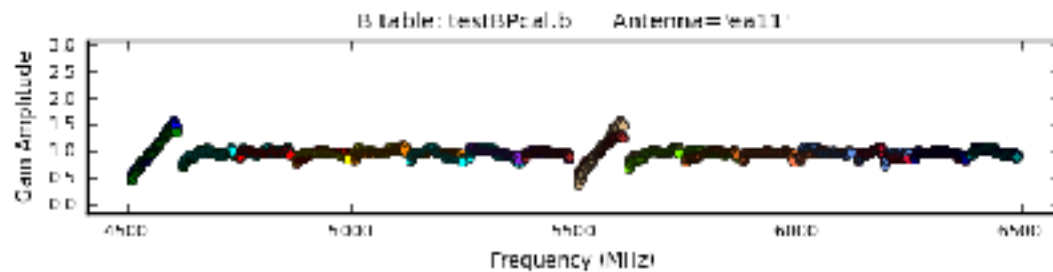 B table: testBPcal.b Antenna='ea11'
Gain Amplitude
3.0
2.5
2.0
1.5
1.0
0.5
0.0
4500 5000 5500 6000 6500
Frequency (MHz)